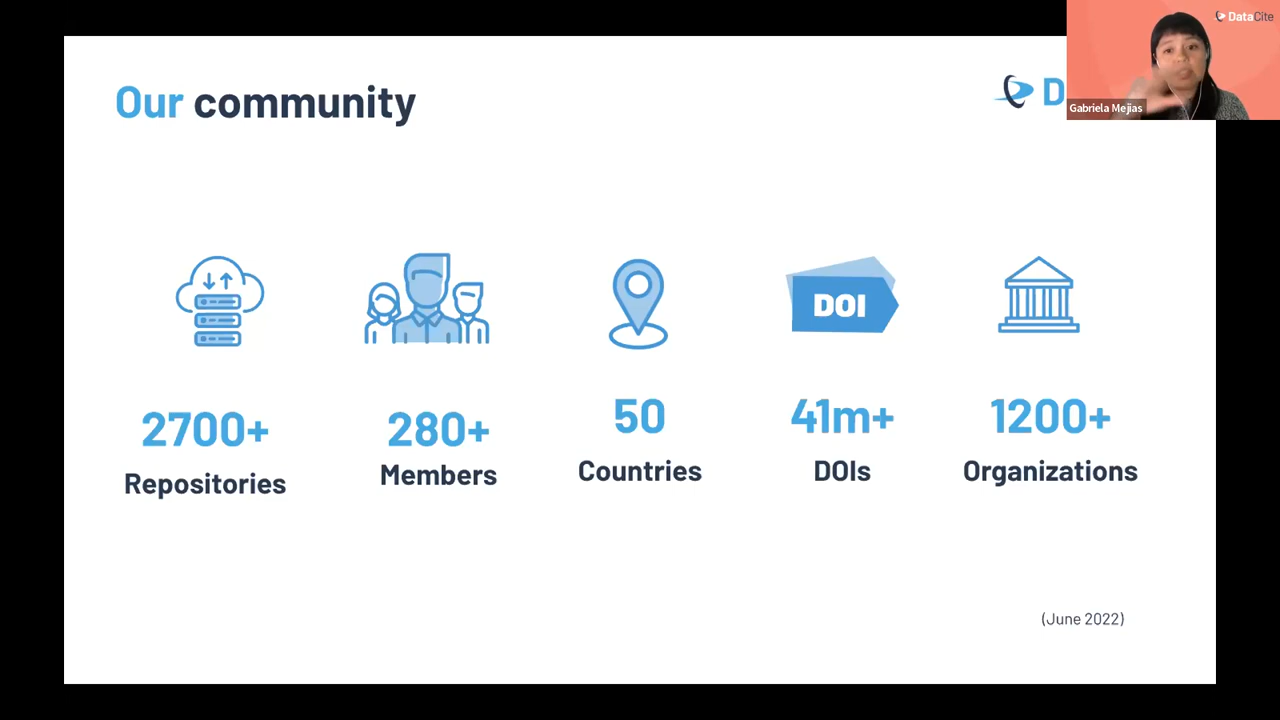 DataCite
Our community
D
Gabriela Mejias
DOI
2700+
280+
50
41m+
1200+
Repositories
Members
Countries
DOIs
Organizations
(June 2022)